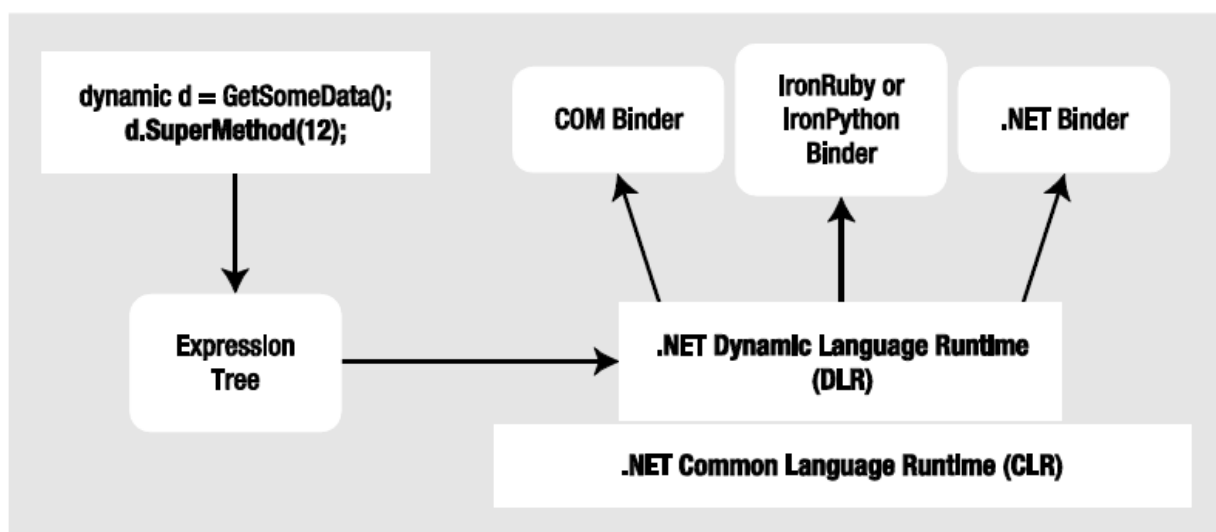 dynamic d = GetSomeData();
d.SuperMethod(12);
COM Binder
IronRuby or
IronPython
Binder
.NET Binder
Expression
Tree
.NET Dynamic Language Runtime
(DLR)
.NET Common Language Runtime (CLR)